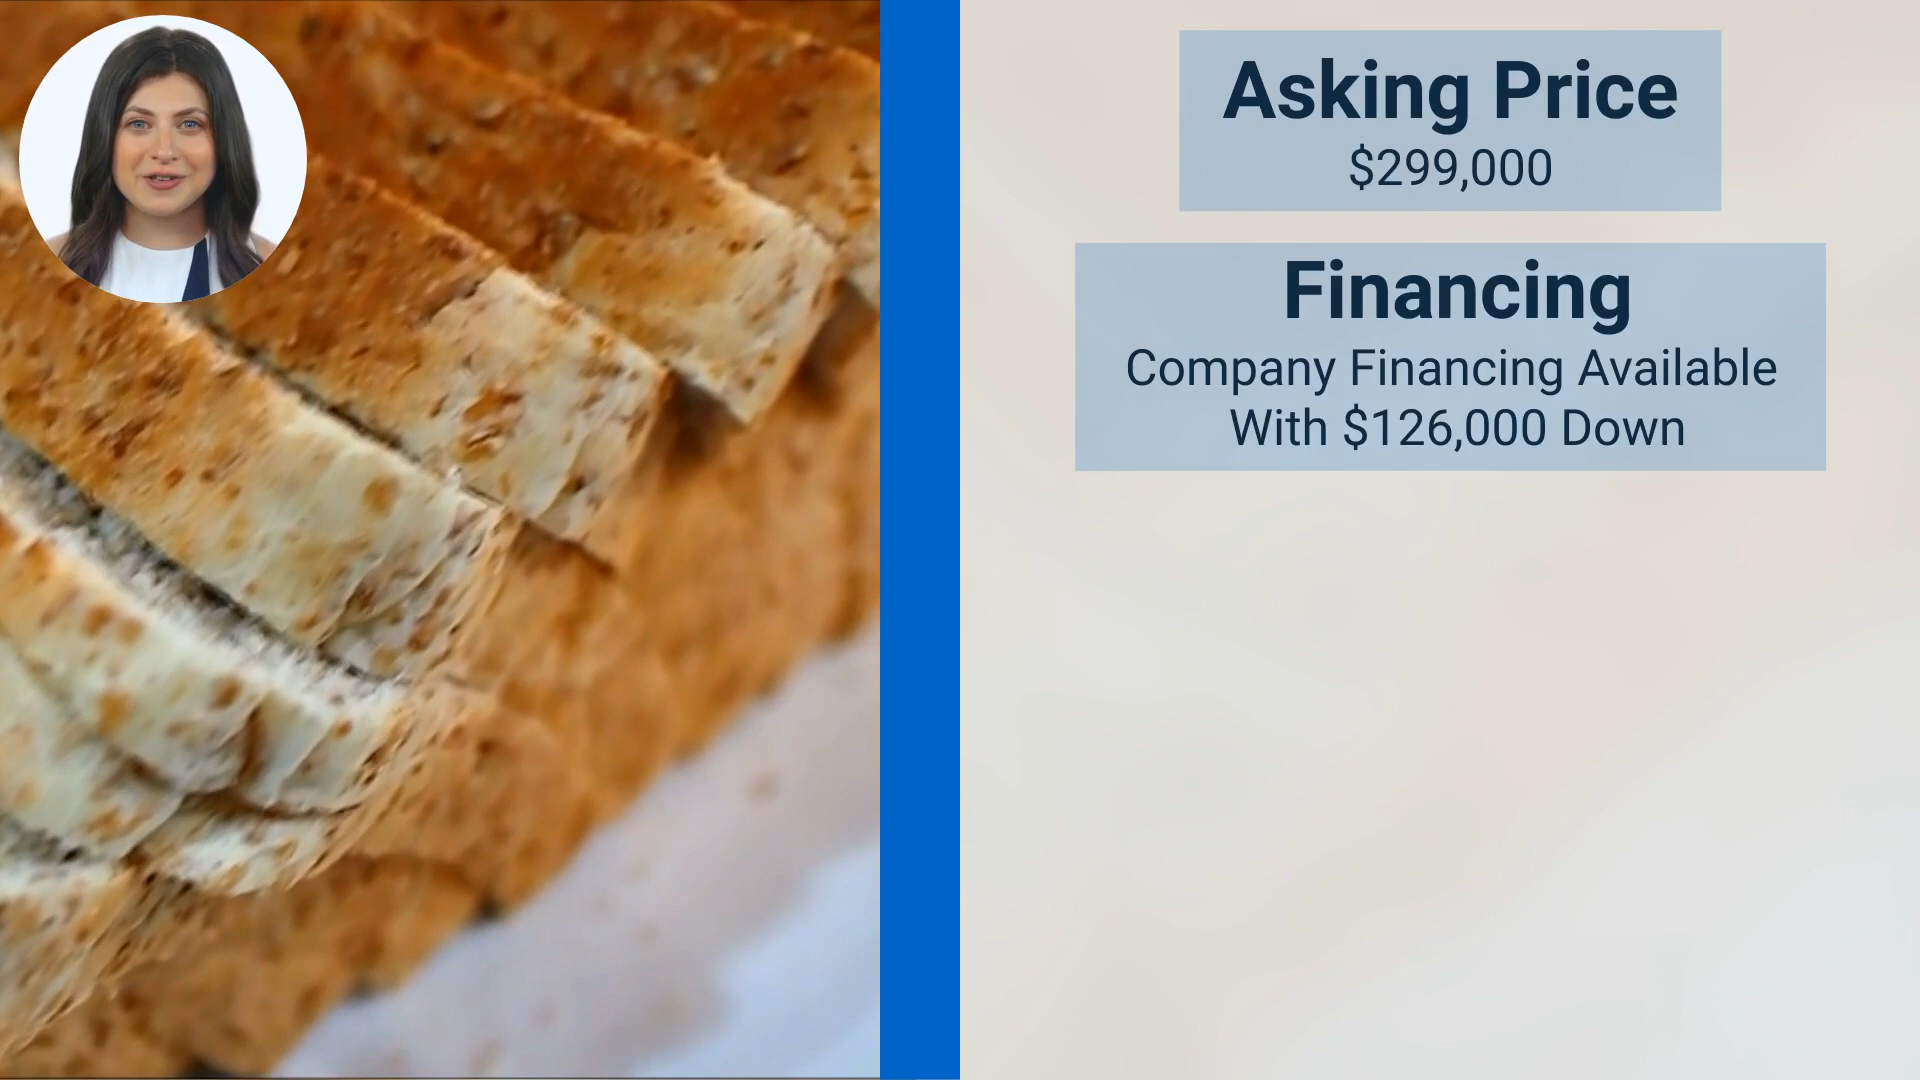 Asking Price
$299,000
Financing
Company Financing Available
With $126,000 Down